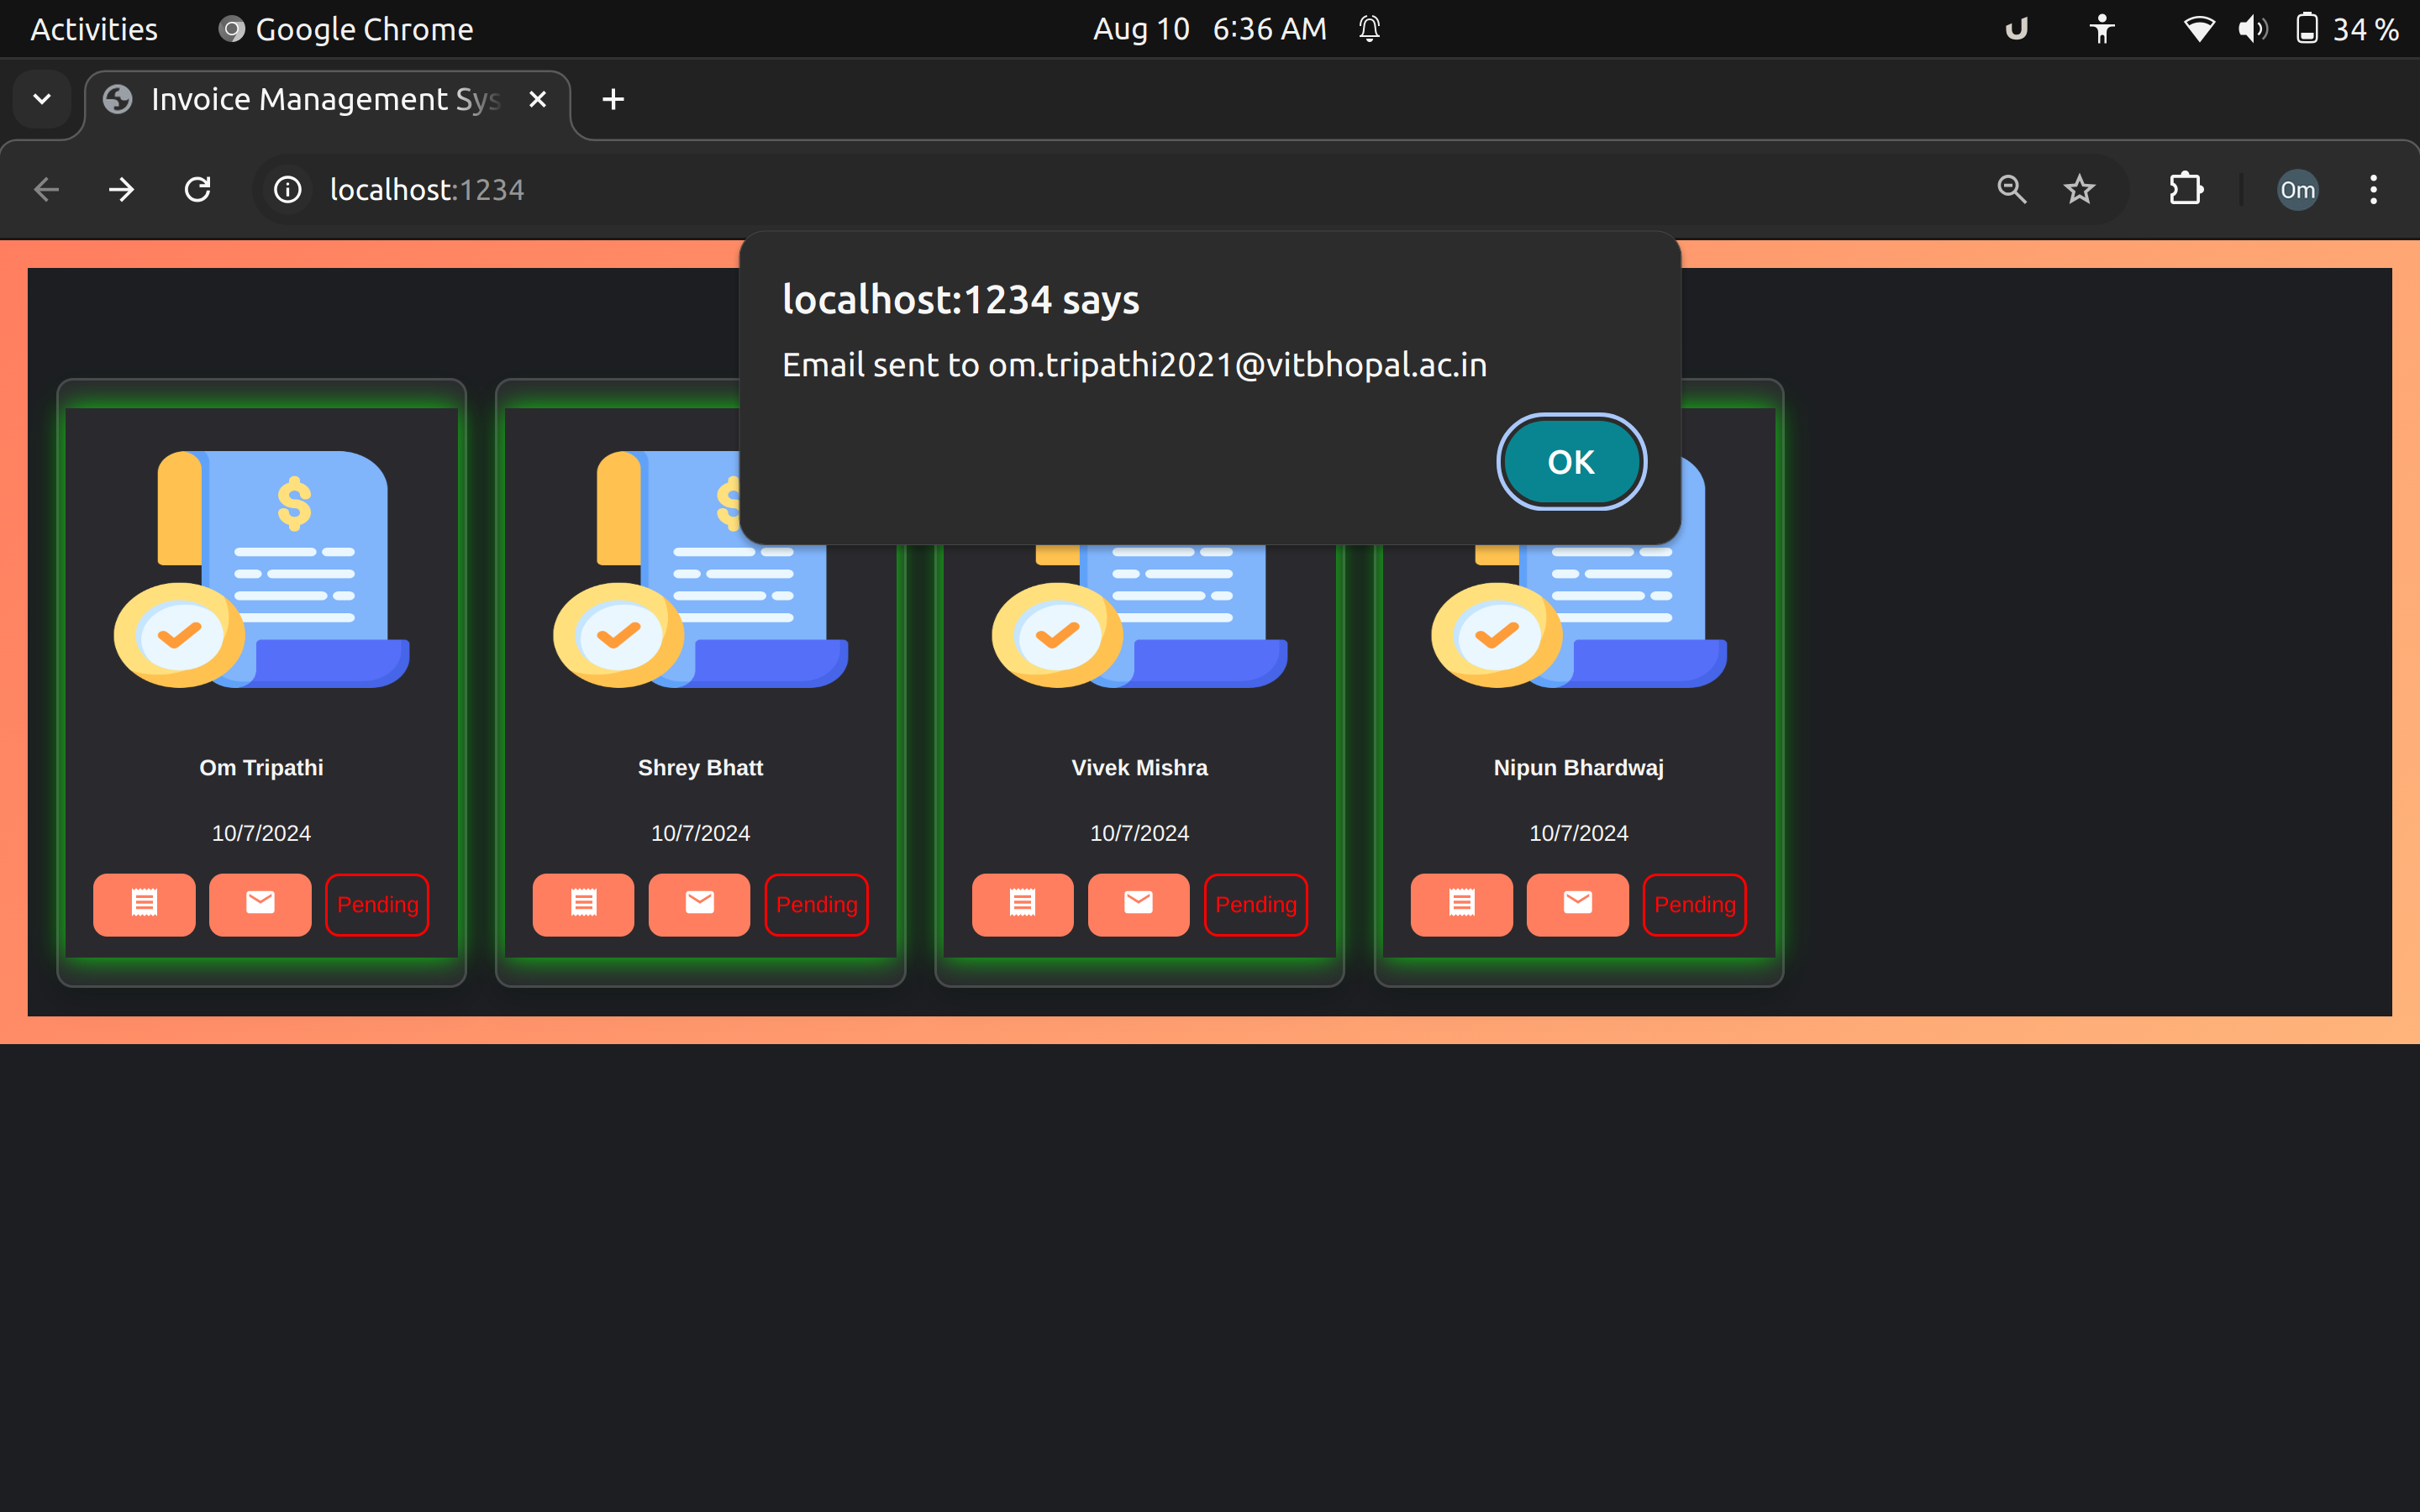 Activities Google Chrome Aug 10 6:36 AM 34 %
Invoice Management Sys
localhost:1234 Om
localhost:1234 says
Email sent to om.tripathi2021@vitbhopal.ac.in
OK
$ $
Om Tripathi Shrey Bhatt Vivek Mishra Nipun Bhardwaj
10/7/2024 10/7/2024 10/7/2024 10/7/2024
Pending Pending Pending Pending